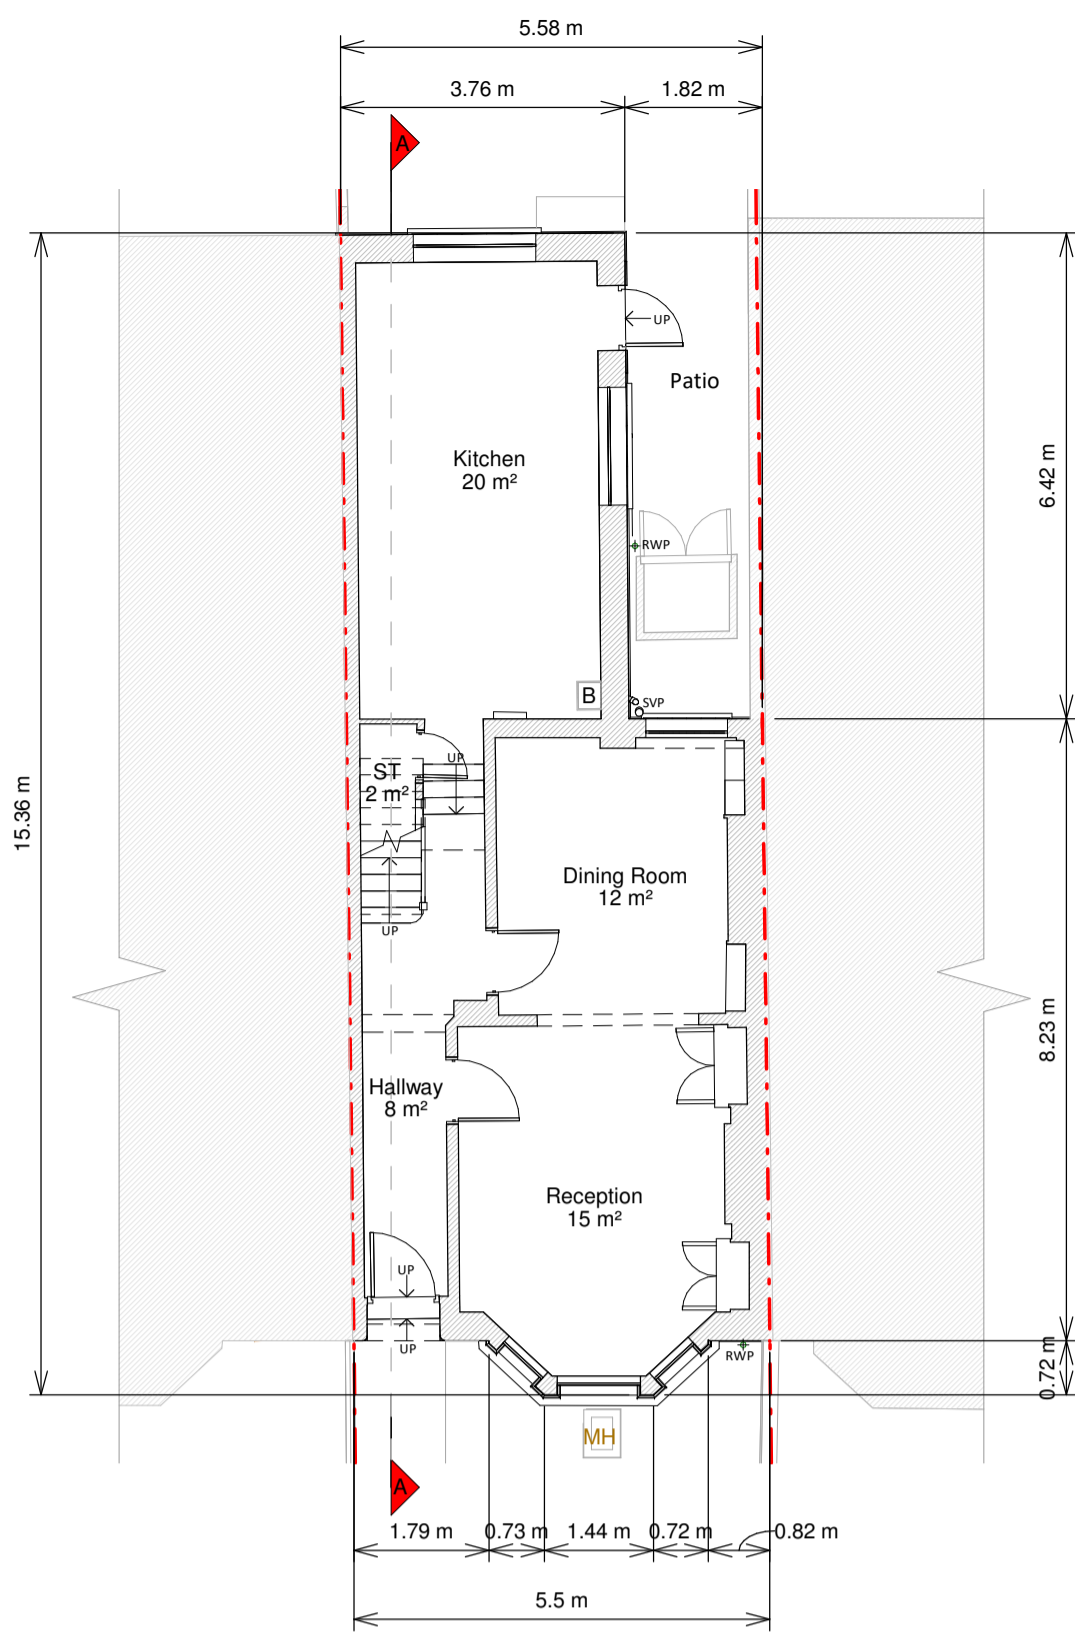 5.58 m
3.76 m
1.82 m
A
UP
Patio
Kitchen
20 m²
6.42 m
RWP
B
SVP
UP
ST
2 m²
15.36 m
Dining Room
12 m²
UP
8.23 m
Hallway
8 m²
Reception
15 m²
UP
UP
RWP
0.72 m
MH
A
1.79 m
0.73 m
1.44 m
0.72 m
0.82 m
5.5 m